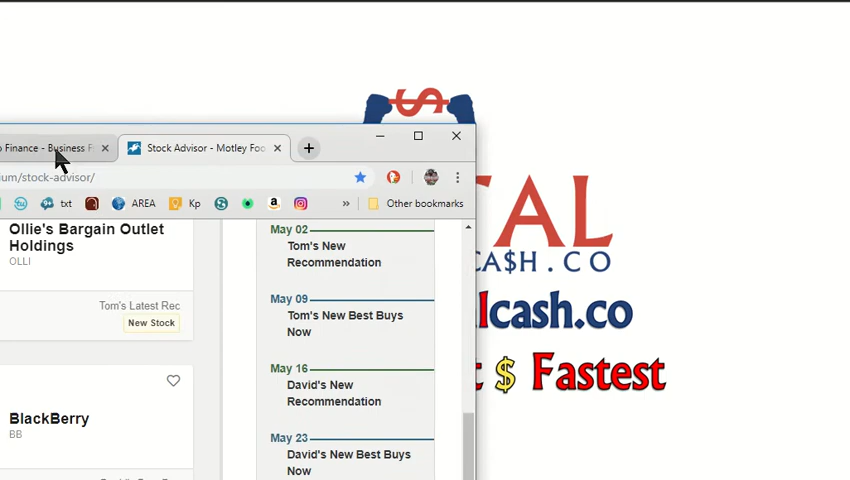 o Finance - Business F
Stock Advisor - Motley Foo
ium/stock-advisor/
txt
AREA
Kp
Other bookmarks
Ollie's Bargain Outlet
Holdings
OLLI
Tom's Latest Rec
New Stock
BlackBerry
BB
May 02
Tom's New
Recommendation
May 09
Tom's New Best Buys
Now
May 16
David's New
Recommendation
May 23
David's New Best Buys
Now
TAL
CA$H.CO
lcash.co
t $ Fastest